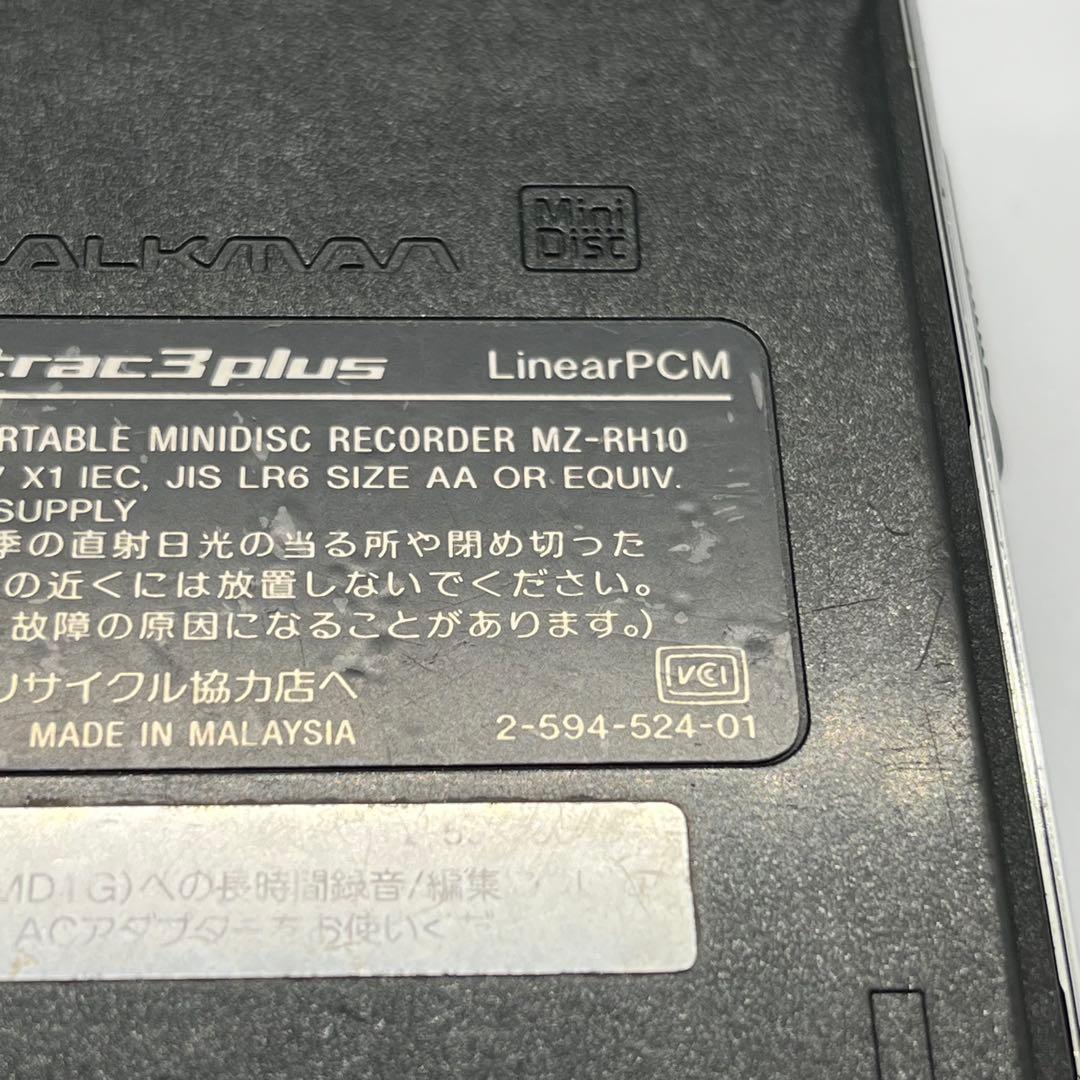 ALKMAN
Mini
Disc
trac3plus LinearPCM
RTABLE MINIDISC RECORDER MZ-RH10
X1 IEC, JIS LR6 SIZE AA OR EQUIV.
SUPPLY
季の直射日光の当る所や閉め切った
の近くには放置しないでください。
故障の原因になることがあります。)
リサイクル協力店へ
VCI
MADE IN MALAYSIA 2-594-524-01
MD1G)への長時間録音/編集
ACアダプター
使いくだ